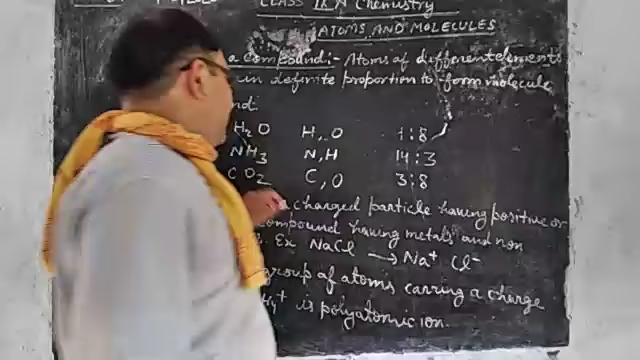 CLASS IX A Chemistry
ATOMS AND MOLECULES
a compound:- Atoms of different elements
in definite proportion to form molecule
nd:
H2O H, O 1:8
NH3 N, H 14:3
CO2 C, O 3:8
a charged particle having positive or
compound having metals and non
Ex NaCl → Na+ Cl-
group of atoms carrying a charge
H4+ is polyatomic ion.